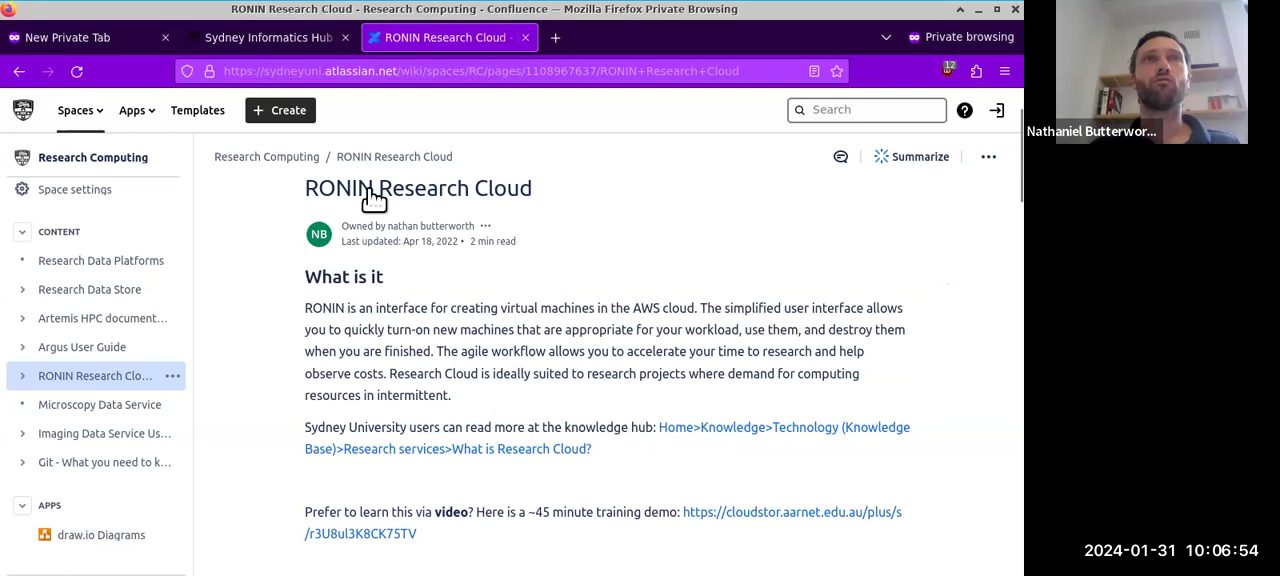 RONIN Research Cloud - Research Computing - Confluence — Mozilla Firefox Private Browsing
New Private Tab
Sydney Informatics Hub
RONIN Research Cloud -
Private browsing
https://sydneyuni.atlassian.net/wiki/spaces/RC/pages/1108967637/RONIN+Research+Cloud
12
Spaces
Apps
Templates
+ Create
Search
Research Computing
Space settings
CONTENT
Research Data Platforms
Research Data Store
Artemis HPC document...
Argus User Guide
RONIN Research Clo...
Microscopy Data Service
Imaging Data Service Us...
Git - What you need to k...
APPS
draw.io Diagrams
Research Computing / RONIN Research Cloud
Summarize
RONIN Research Cloud
NB
Owned by nathan butterworth
Last updated: Apr 18, 2022 • 2 min read
What is it
RONIN is an interface for creating virtual machines in the AWS cloud. The simplified user interface allows
you to quickly turn-on new machines that are appropriate for your workload, use them, and destroy them
when you are finished. The agile workflow allows you to accelerate your time to research and help
observe costs. Research Cloud is ideally suited to research projects where demand for computing
resources in intermittent.
Sydney University users can read more at the knowledge hub: Home>Knowledge>Technology (Knowledge
Base)>Research services>What is Research Cloud?
Prefer to learn this via video? Here is a ~45 minute training demo: https://cloudstor.aarnet.edu.au/plus/s
/r3U8ul3K8CK75TV
Nathaniel Butterwor...
2024-01-31 10:06:54